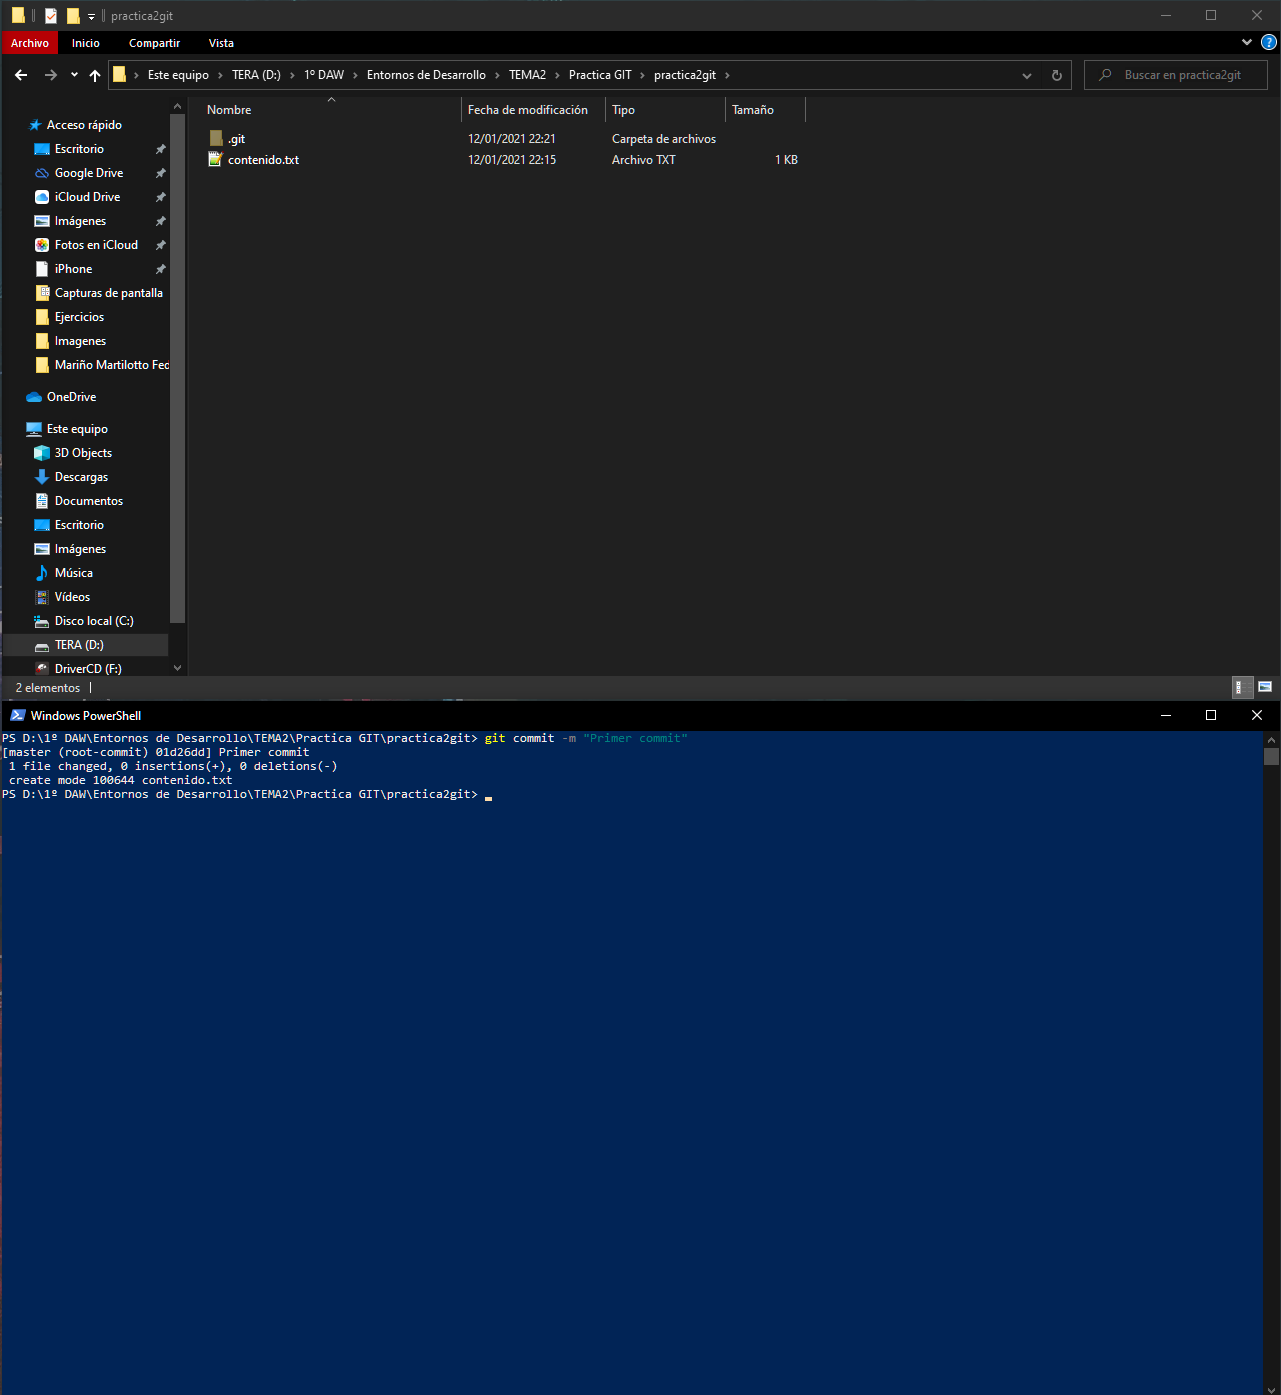 practica2git
Archivo Inicio Compartir Vista
Este equipo TERA (D:) 1º DAW Entornos de Desarrollo TEMA2 Practica GIT practica2git
Buscar en practica2git
Nombre Fecha de modificación Tipo Tamaño
.git 12/01/2021 22:21 Carpeta de archivos
contenido.txt 12/01/2021 22:15 Archivo TXT 1 KB
Acceso rápido
Escritorio
Google Drive
iCloud Drive
Imágenes
Fotos en iCloud
iPhone
Capturas de pantalla
Ejercicios
Imagenes
Mariño Martilotto Fed
OneDrive
Este equipo
3D Objects
Descargas
Documentos
Escritorio
Imágenes
Música
Vídeos
Disco local (C:)
TERA (D:)
DriverCD (F:)
2 elementos
Windows PowerShell
PS D:\1º DAW\Entornos de Desarrollo\TEMA2\Practica GIT\practica2git> git commit -m "Primer commit"
[master (root-commit) 01d26dd] Primer commit
1 file changed, 0 insertions(+), 0 deletions(-)
create mode 100644 contenido.txt
PS D:\1º DAW\Entornos de Desarrollo\TEMA2\Practica GIT\practica2git>